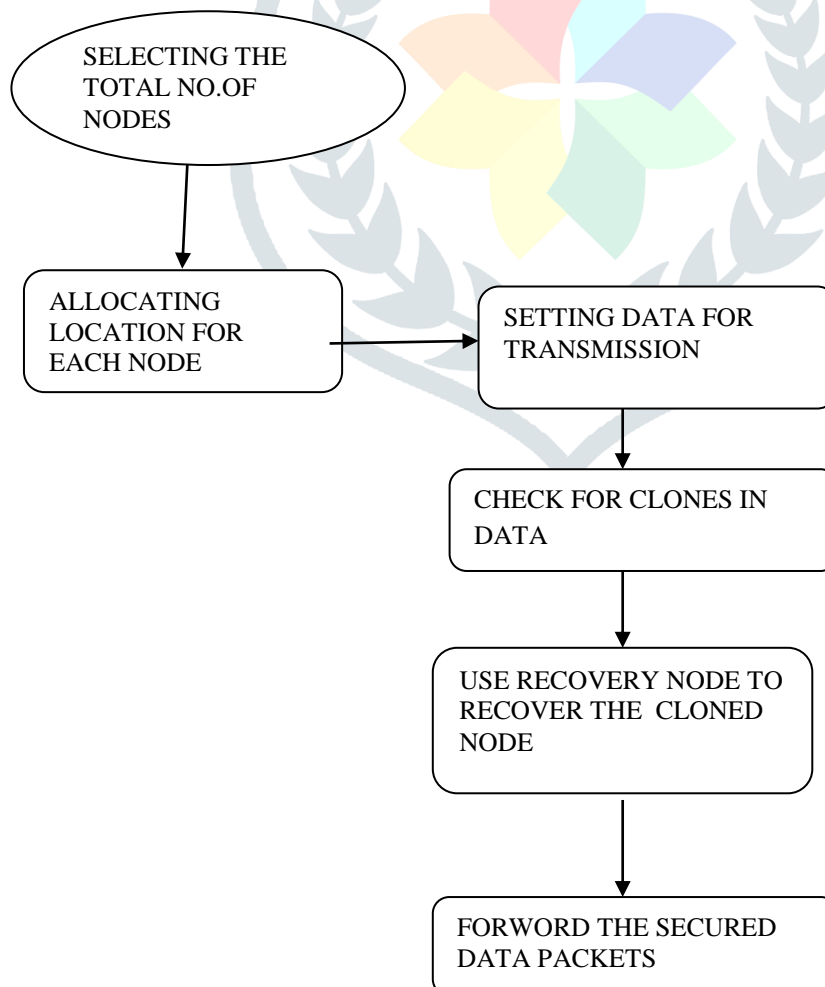 SELECTING THE
TOTAL NO.OF
NODES
ALLOCATING
LOCATION FOR
EACH NODE
SETTING DATA FOR
TRANSMISSION
CHECK FOR CLONES IN
DATA
USE RECOVERY NODE TO
RECOVER THE CLONED
NODE
FORWORD THE SECURED
DATA PACKETS